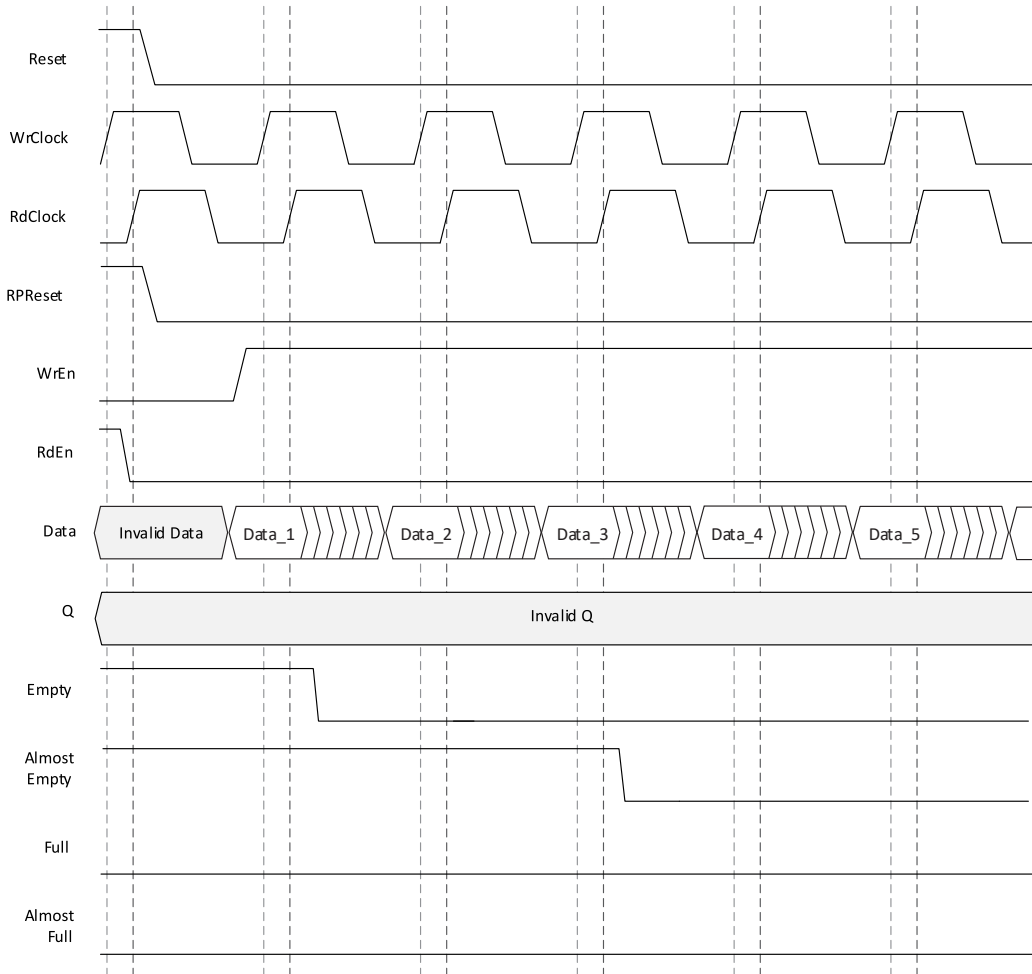 Reset
WrClock
RdClock
RPReset
WrEn
RdEn
Data
Invalid Data
Data_1
Data_2
Data_3
Data_4
Data_5
Q
Invalid Q
Empty
Almost
Empty
Full
Almost
Full